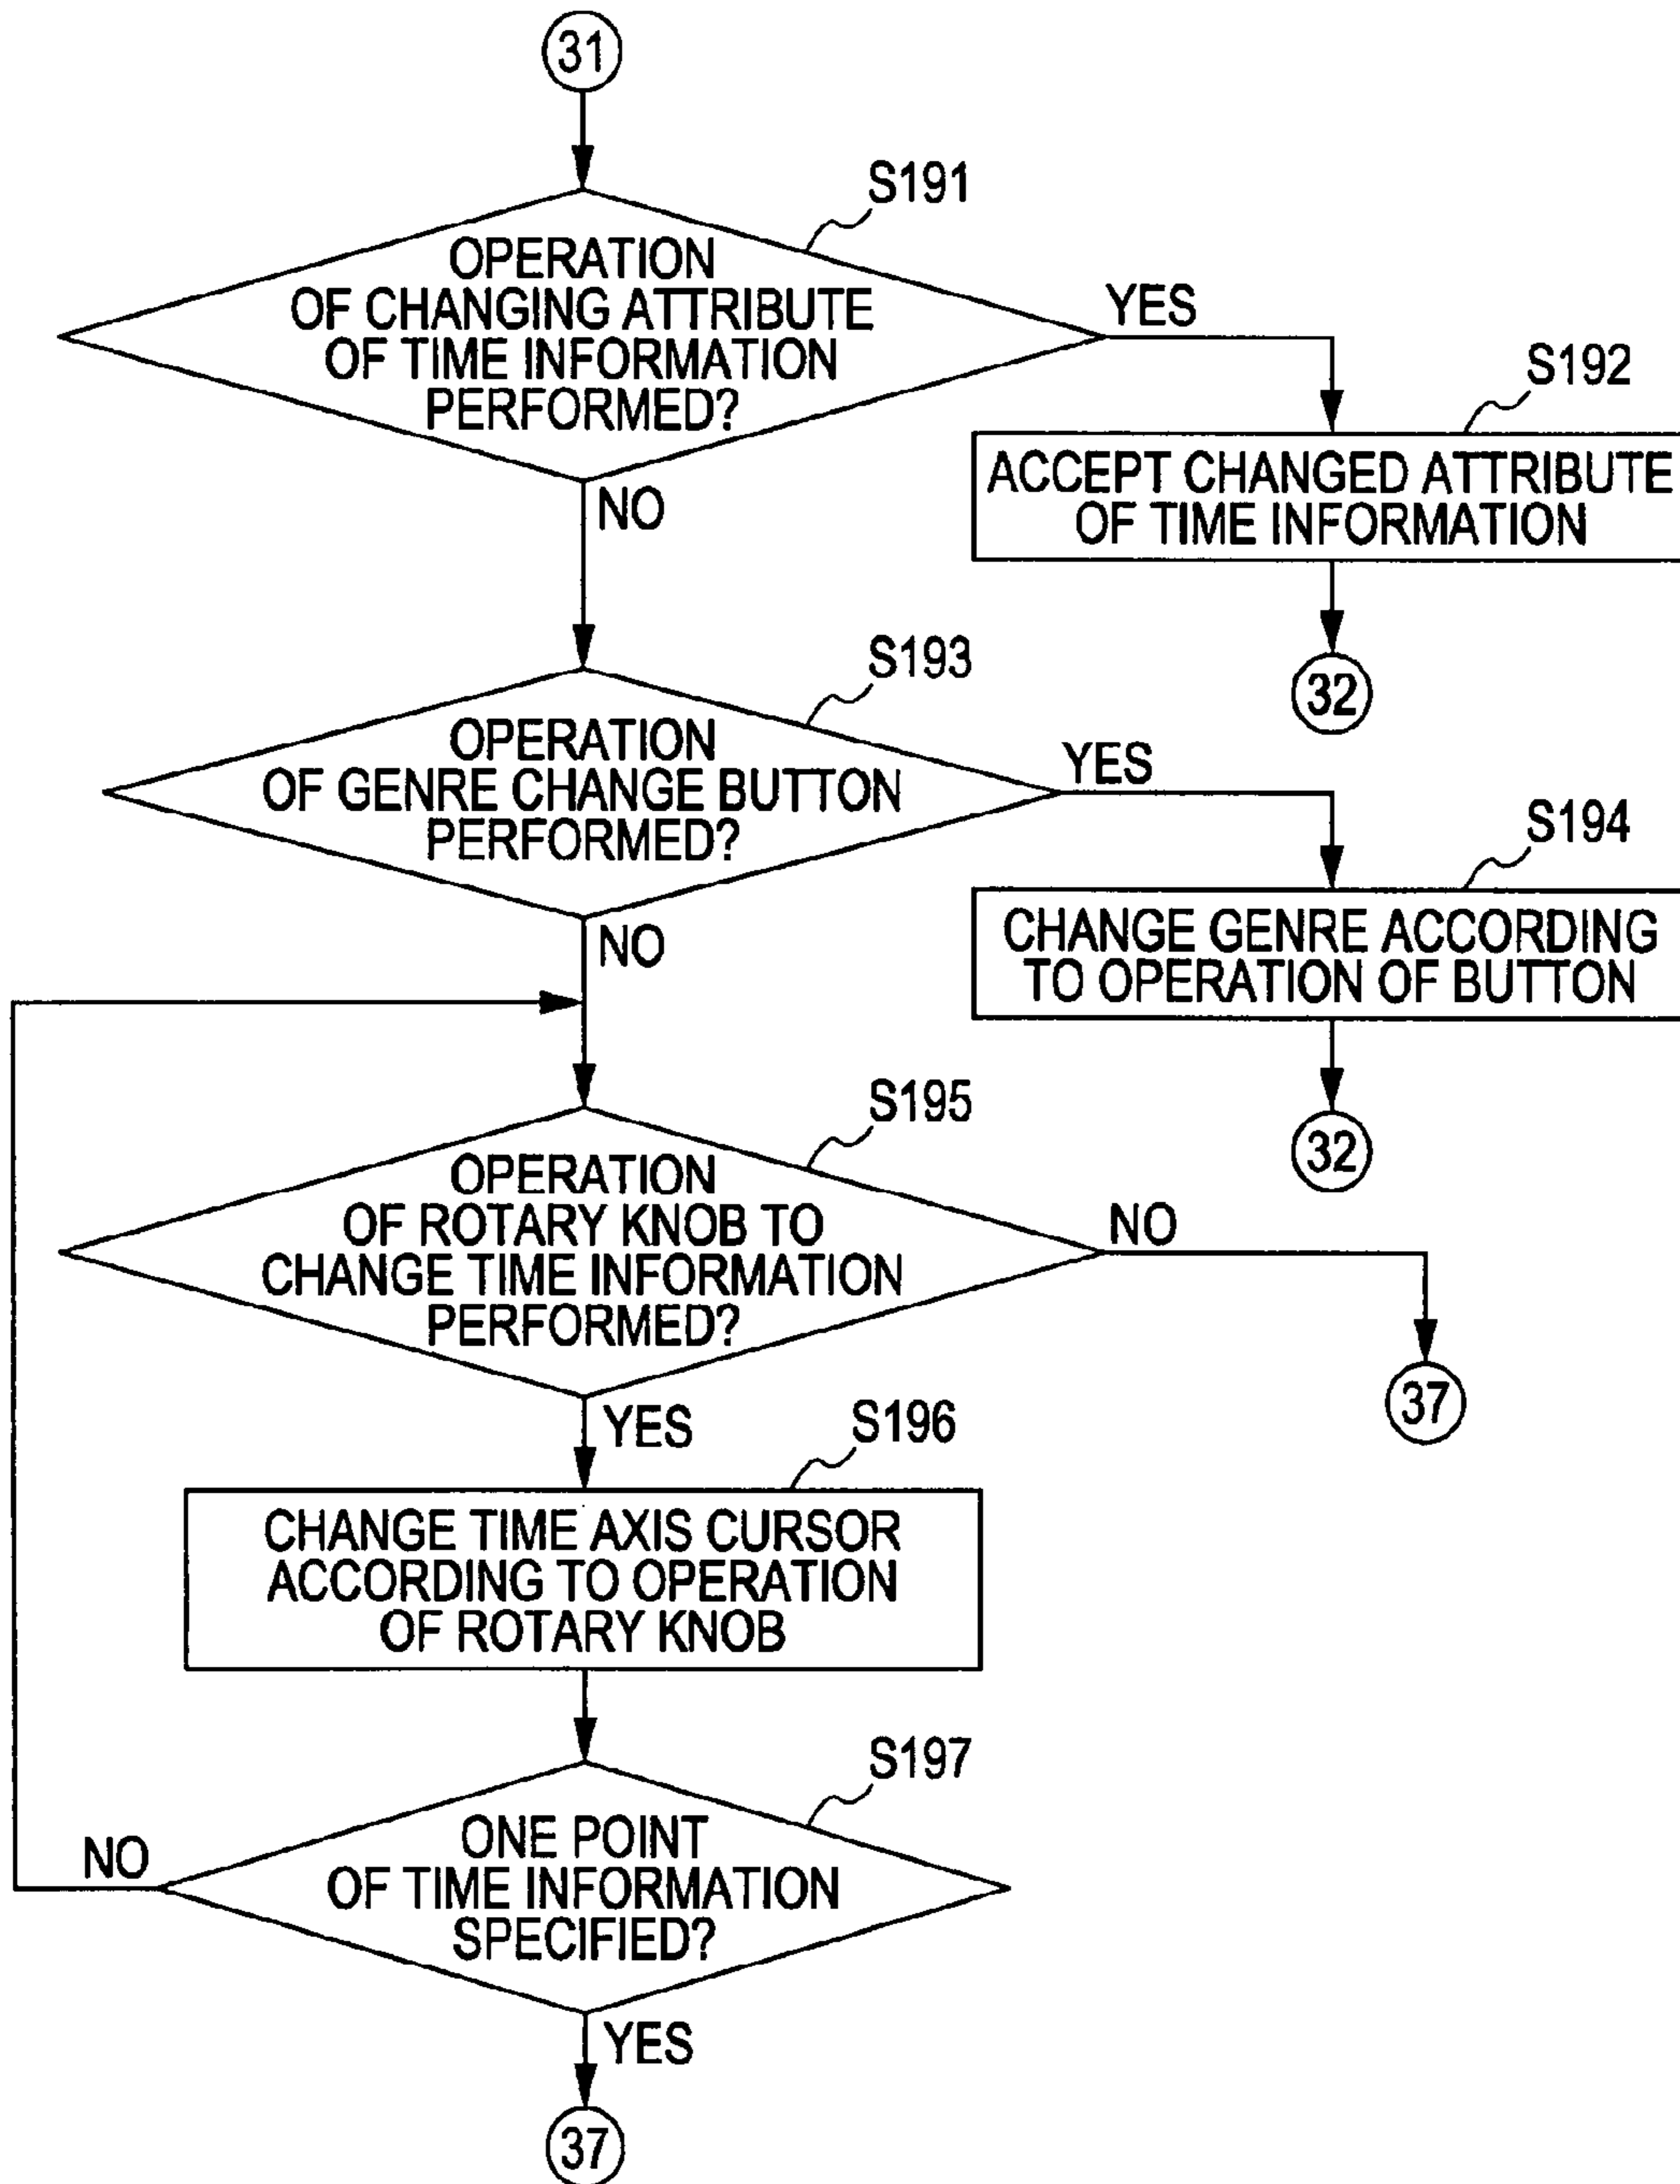 31
S191
OPERATION
OF CHANGING ATTRIBUTE
OF TIME INFORMATION
PERFORMED?
YES
NO
S192
ACCEPT CHANGED ATTRIBUTE
OF TIME INFORMATION
32
S193
OPERATION
OF GENRE CHANGE BUTTON
PERFORMED?
YES
NO
S194
CHANGE GENRE ACCORDING
TO OPERATION OF BUTTON
32
S195
OPERATION
OF ROTARY KNOB TO
CHANGE TIME INFORMATION
PERFORMED?
NO
37
YES
S196
CHANGE TIME AXIS CURSOR
ACCORDING TO OPERATION
OF ROTARY KNOB
S197
ONE POINT
OF TIME INFORMATION
SPECIFIED?
NO
YES
37